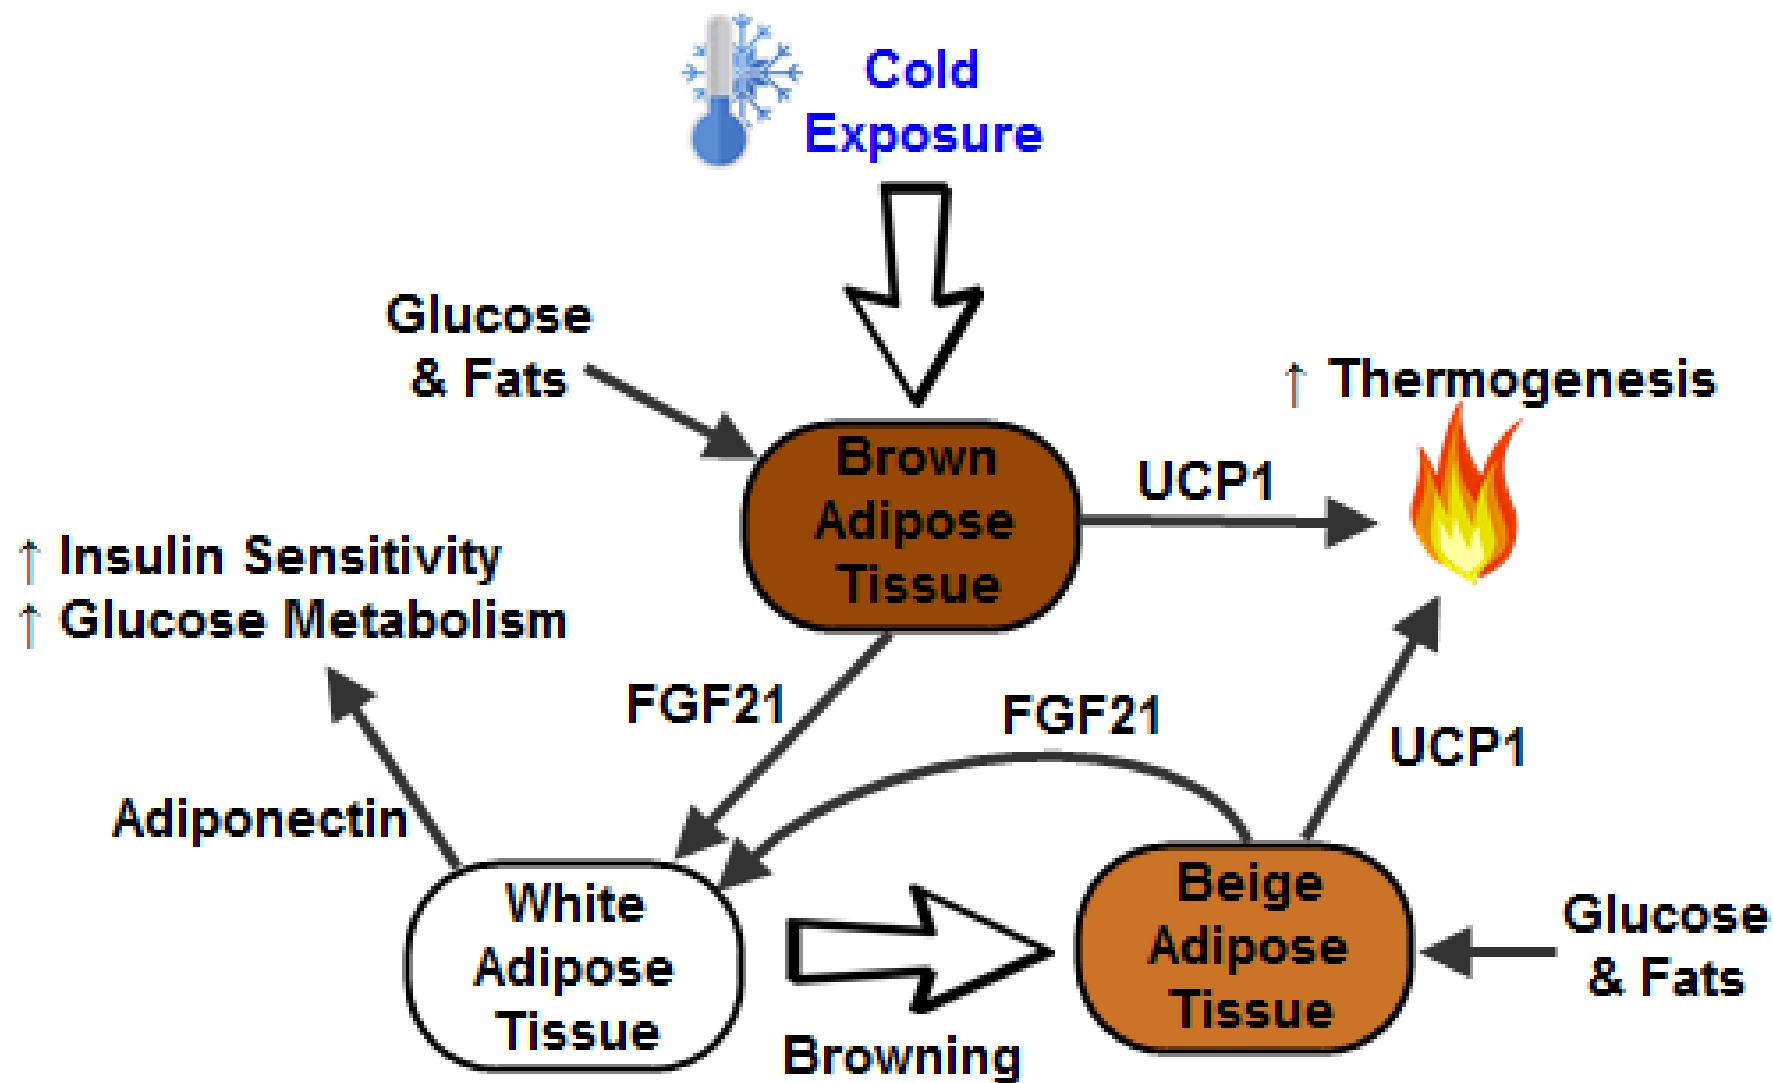 Cold
Exposure
Glucose
& Fats
↑ Thermogenesis
Brown
Adipose
Tissue
UCP1
↑ Insulin Sensitivity
↑ Glucose Metabolism
FGF21
FGF21
UCP1
Adiponectin
White
Adipose
Tissue
Browning
Beige
Adipose
Tissue
Glucose
& Fats